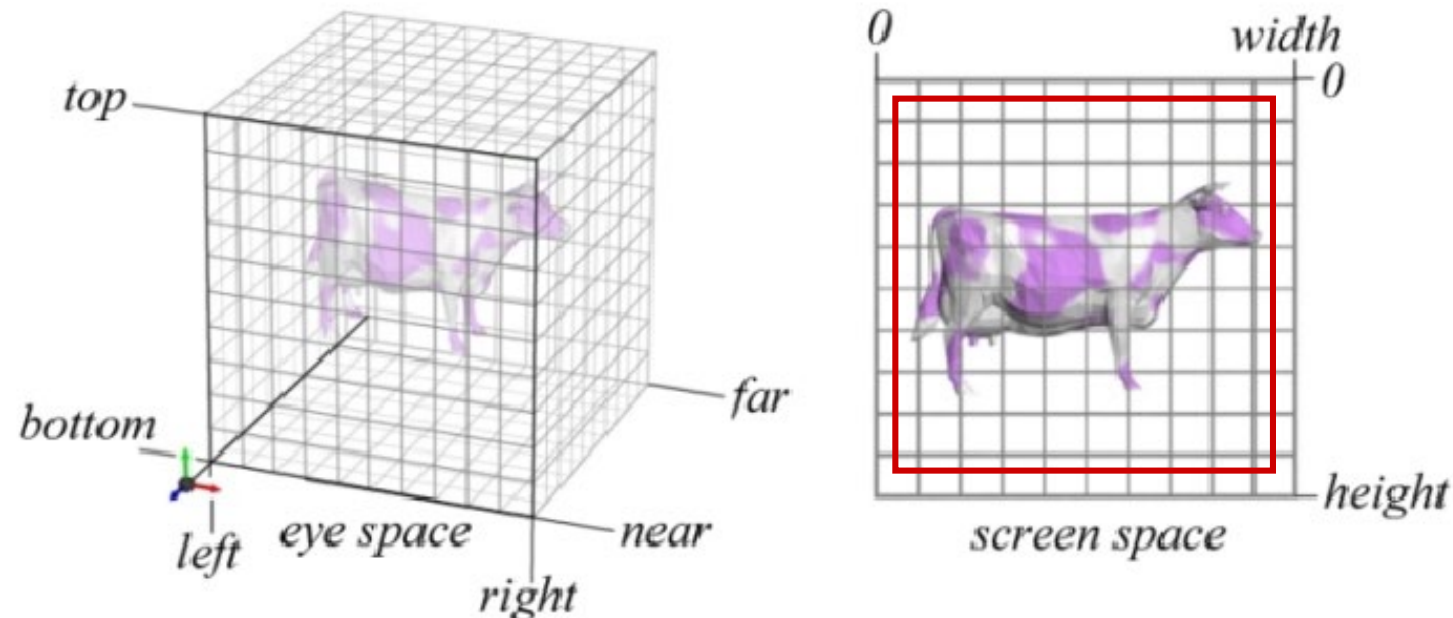 top
bottom
left
eye space
right
near
far
0
width
0
height
screen space